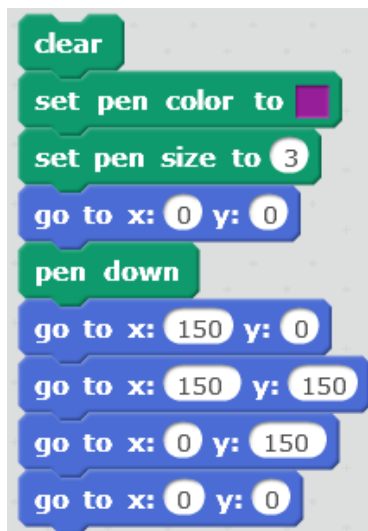 clear
set pen color to
set pen size to 3
go to x: 0 y: 0
pen down
go to x: 150 y: 0
go to x: 150 y: 150
go to x: 0 y: 150
go to x: 0 y: 0